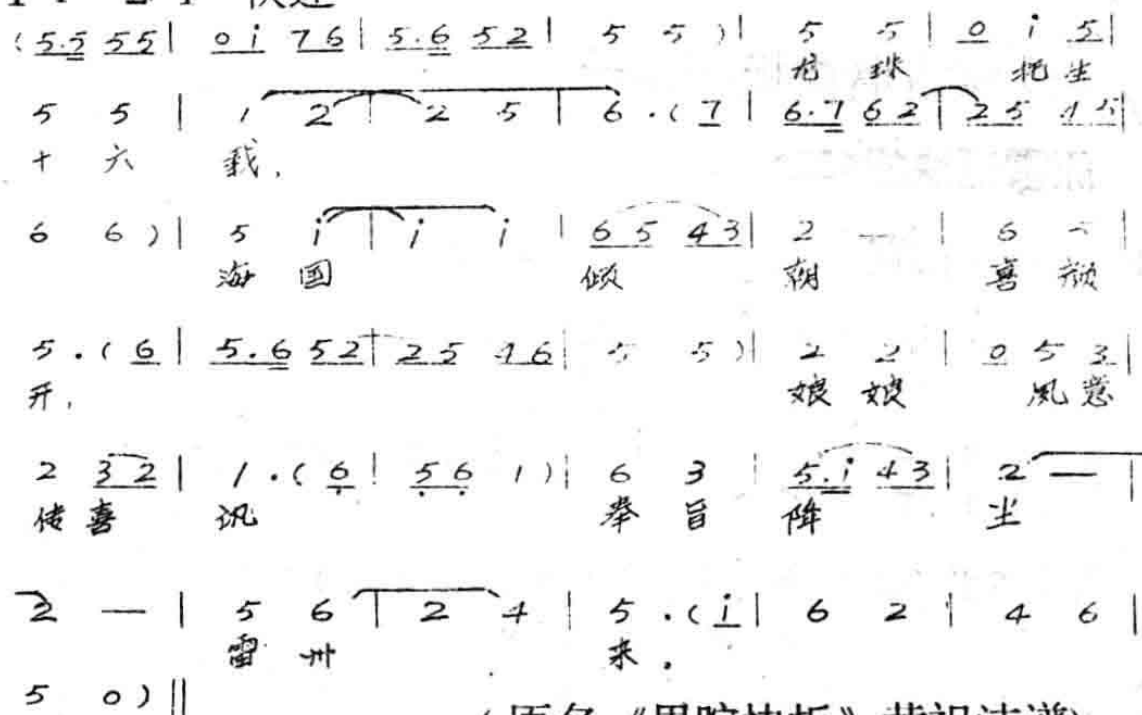 (5.5 55 | 0 i 76 | 5.6 52 | 5 5 ) | 5 5 | 0 i 5 |
龙 珠 托 生
5 5 | 1 2 | 2 5 | 6 .( 7 | 6.7 62 | 25 45 |
十 六 载,
6 6 ) | 5 i | i i | 65 43 | 2 — | 6 5 |
海 国 倾 朝 喜 颜
5 .( 6 | 5.6 52 | 25 46 | 5 5 ) | 2 2 | 0 5 3 |
开, 娘 娘 凤 意
2 32 | 1 .( 6 | 56 1 ) | 6 3 | 5.i 43 | 2 — |
传 喜 讯 奉 旨 降 坐
2 — | 5 6 | 2 4 | 5 .( i | 6 2 | 4 6 |
雷 州 来 。
5 0 ) ||